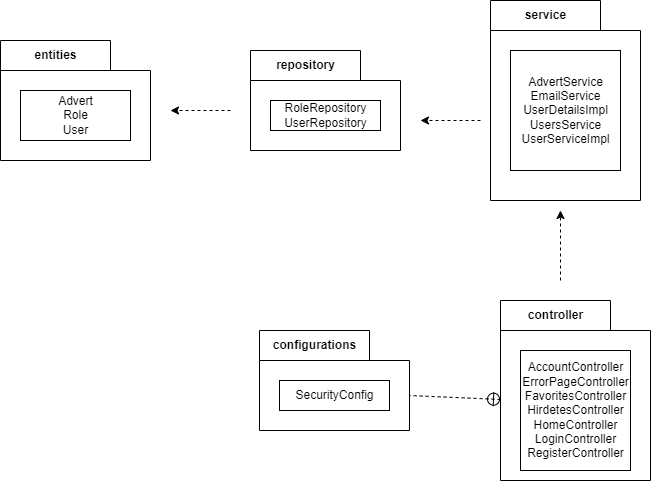 entities
Advert
Role
User
repository
RoleRepository
UserRepository
service
AdvertService
EmailService
UserDetailsImpl
UsersService
UserServiceImpl
configurations
SecurityConfig
controller
AccountController
ErrorPageController
FavoritesController
HirdetesController
HomeController
LoginController
RegisterController